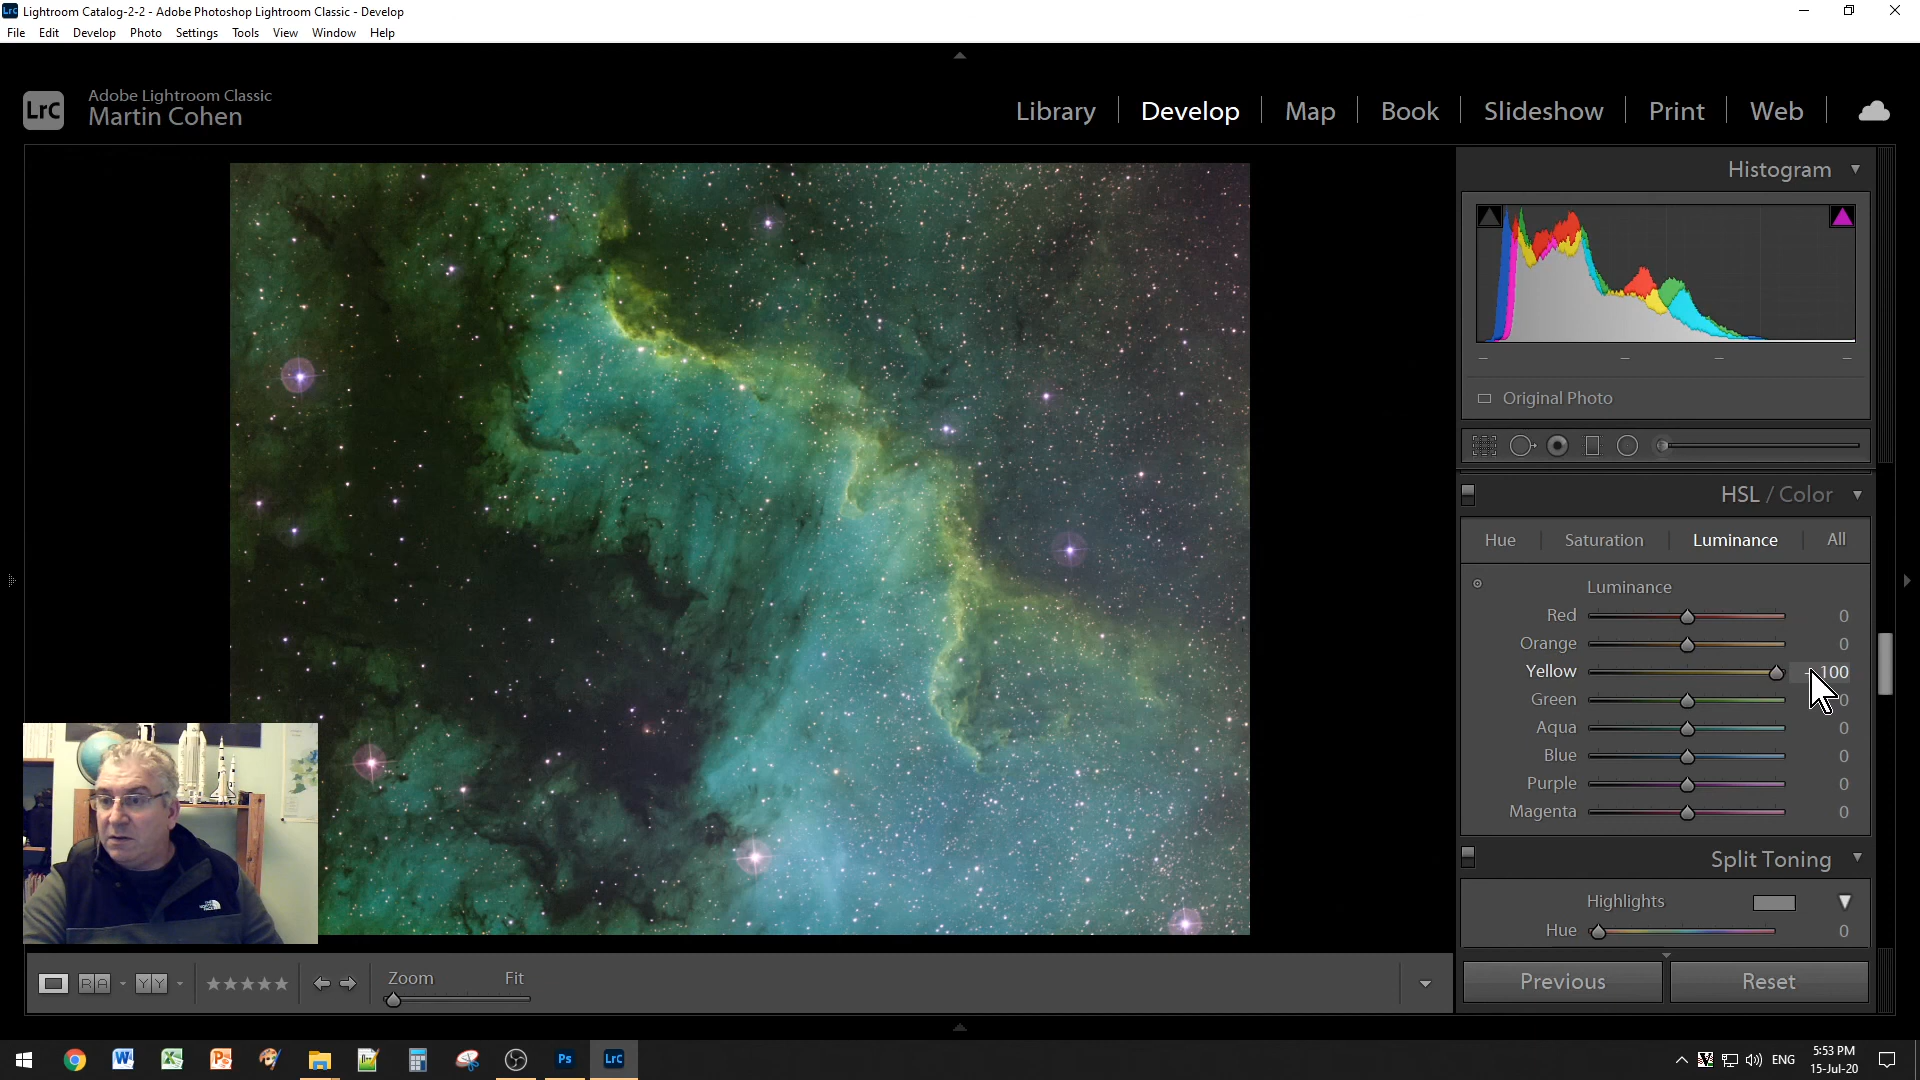 Lightroom Catalog-2-2 - Adobe Photoshop Lightroom Classic - Develop
File Edit Develop Photo Settings Tools View Window Help
LrC
Adobe Lightroom Classic
Martin Cohen
Library Develop Map Book Slideshow Print Web
Histogram
Original Photo
HSL / Color
Hue Saturation Luminance All
Luminance
Red 0
Orange 0
Yellow 100
Green 0
Aqua 0
Blue 0
Purple 0
Magenta 0
Split Toning
Highlights
Hue 0
R A Y Y Zoom Fit
Previous Reset
Ps LrC
ENG
5:53 PM
15-Jul-20